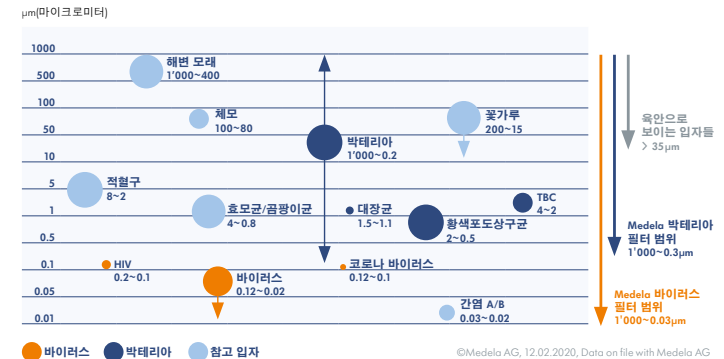 µm(마이크로미터)
1000
500
100
50
10
5
1
0.5
0.1
0.05
0.01
해변 모래
1'000~400
체모
100~80
박테리아
1'000~0.2
꽃가루
200~15
적혈구
8~2
효모균/곰팡이균
4~0.8
대장균
1.5~1.1
황색포도상구균
2~0.5
TBC
4~2
HIV
0.2~0.1
바이러스
0.12~0.02
코로나 바이러스
0.12~0.1
간염 A/B
0.03~0.02
육안으로
보이는 입자들
> 35µm
Medela 박테리아
필터 범위
1'000~0.3µm
Medela 바이러스
필터 범위
1'000~0.03µm
바이러스
박테리아
참고 입자
©Medela AG, 12.02.2020, Data on file with Medela AG